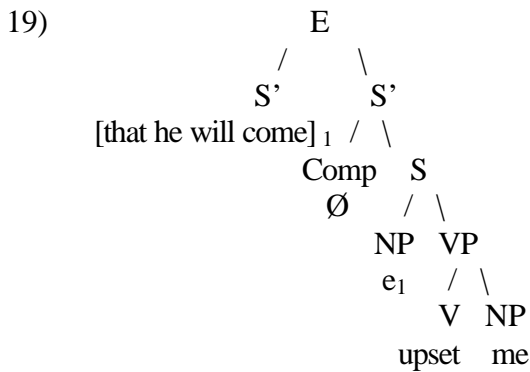 19) E
/ \
S’ S’
[that he will come] 1 / \
Comp S
Ø / \
NP VP
e1 / \
V NP
upset me